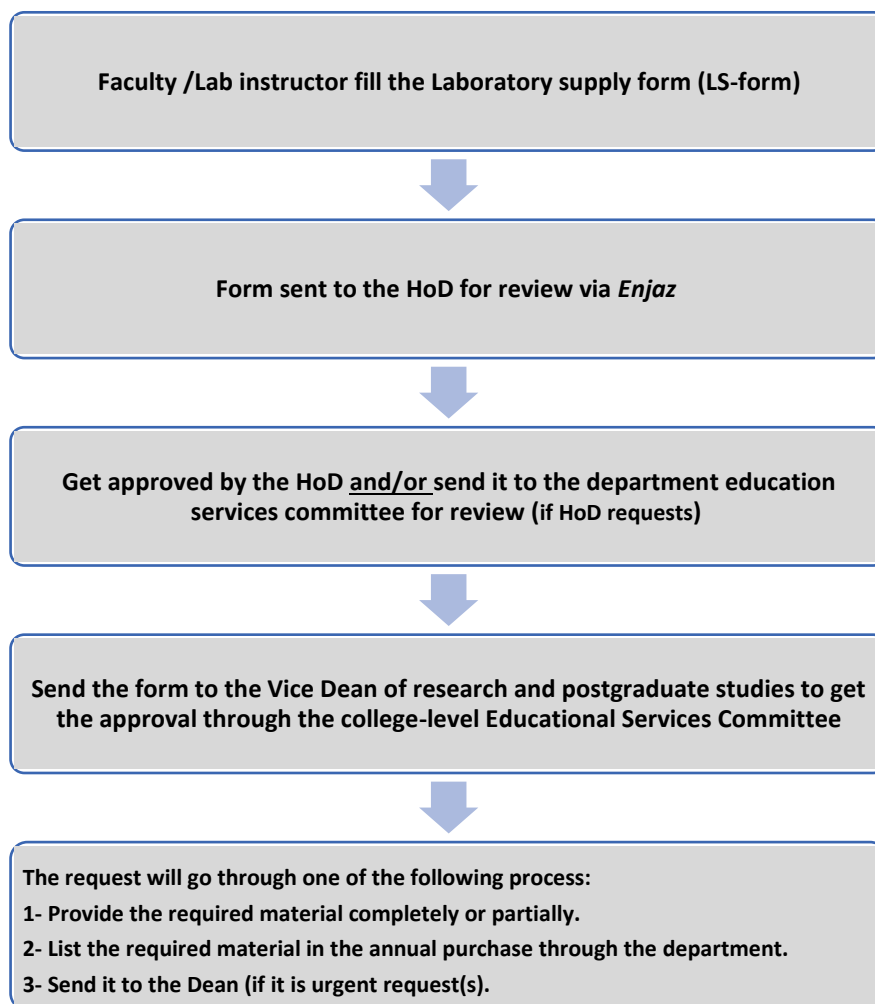 Faculty /Lab instructor fill the Laboratory supply form (LS-form)
Form sent to the HoD for review via Enjaz
Get approved by the HoD and/or send it to the department education
services committee for review (if HoD requests)
Send the form to the Vice Dean of research and postgraduate studies to get
the approval through the college-level Educational Services Committee
The request will go through one of the following process:
1- Provide the required material completely or partially.
2- List the required material in the annual purchase through the department.
3- Send it to the Dean (if it is urgent request(s).